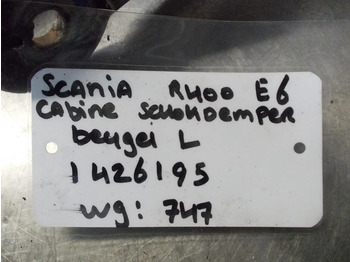 Scania R400 E6
Cabine schokdemper
beugel L
1426195
wg: 747